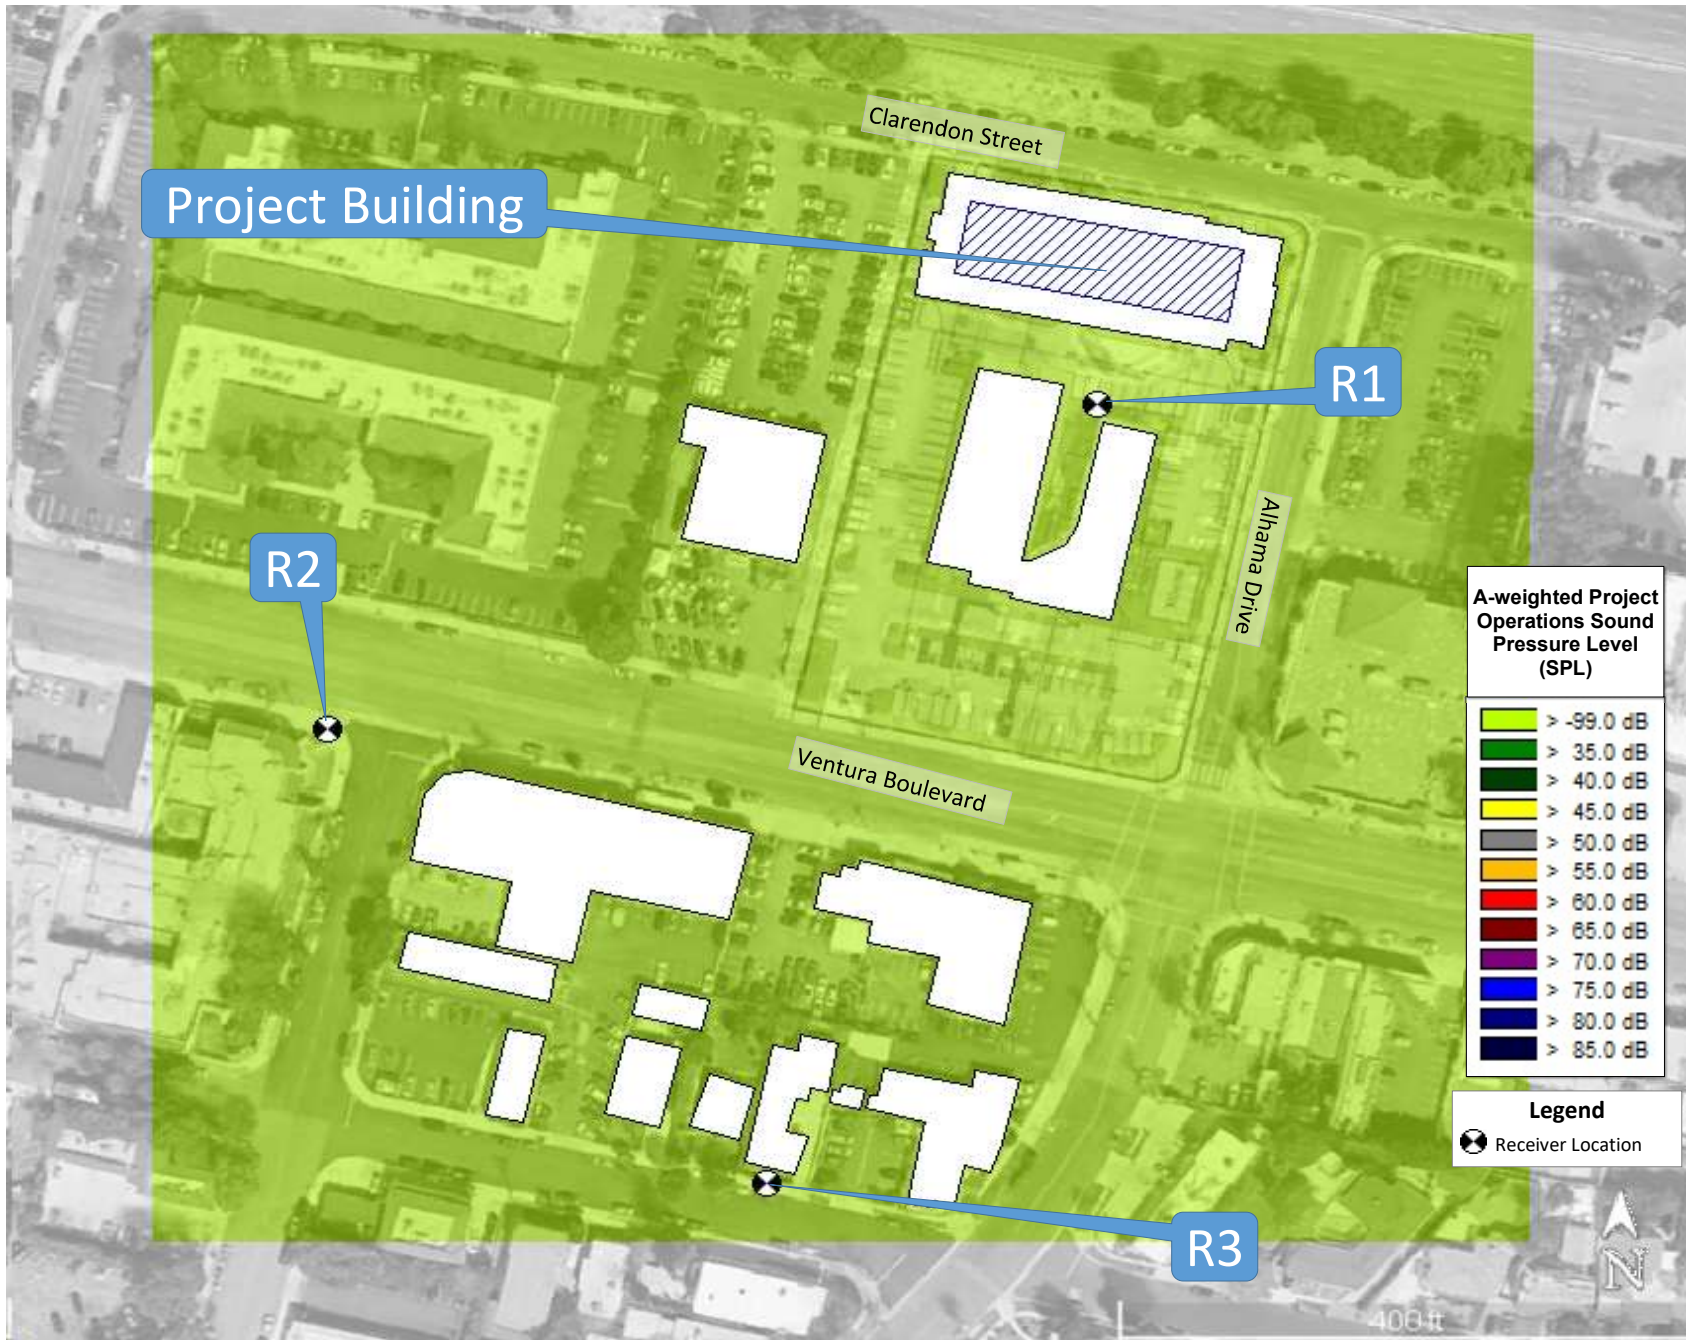 Clarendon Street
Project Building
R1
Alhama Drive
R2
Ventura Boulevard
R3
A-weighted Project
Operations Sound
Pressure Level
(SPL)
> -99.0 dB
> 35.0 dB
> 40.0 dB
> 45.0 dB
> 50.0 dB
> 55.0 dB
> 60.0 dB
> 65.0 dB
> 70.0 dB
> 75.0 dB
> 80.0 dB
> 85.0 dB
Legend
Receiver Location
N
400 ft